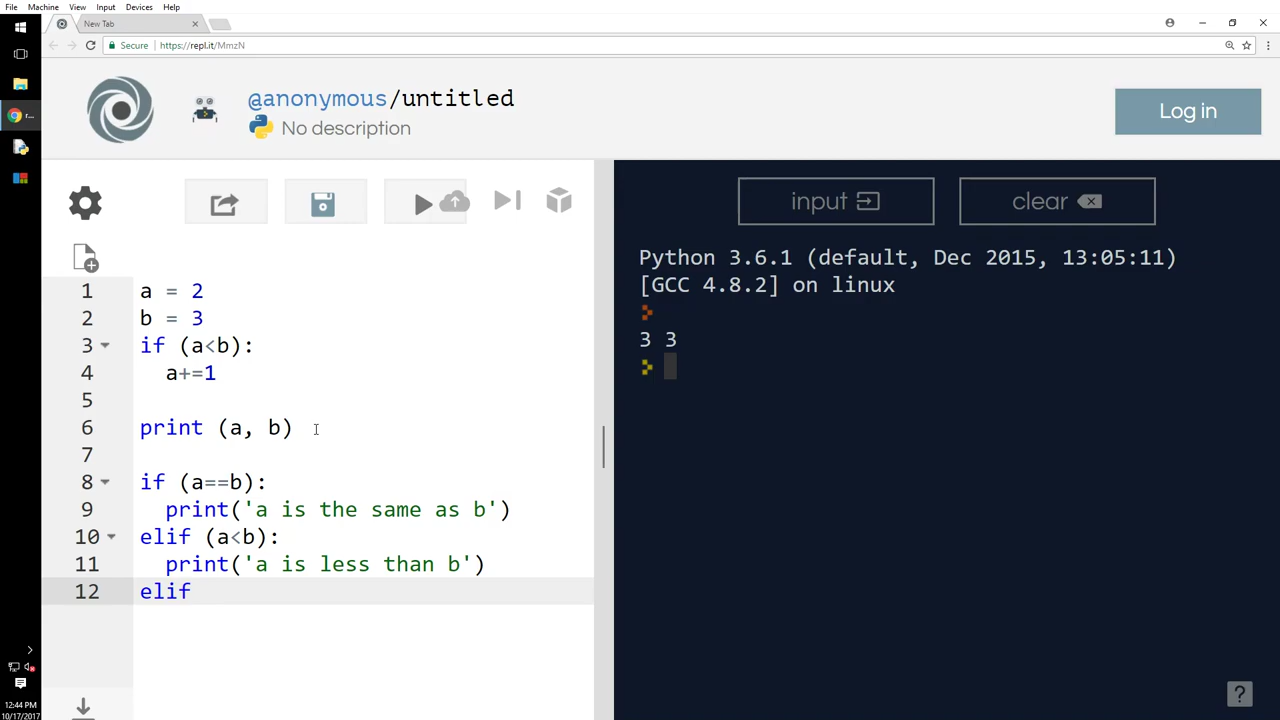 File Machine View Input Devices Help
New Tab
Secure https://repl.it/MmzN
@anonymous/untitled
No description
Log in
input
clear
Python 3.6.1 (default, Dec 2015, 13:05:11)
[GCC 4.8.2] on linux
3 3
1 a = 2
2 b = 3
3 if (a<b):
4   a+=1
5
6 print (a, b)
7
8 if (a==b):
9   print('a is the same as b')
10 elif (a<b):
11   print('a is less than b')
12 elif
12:44 PM
10/17/2017
?